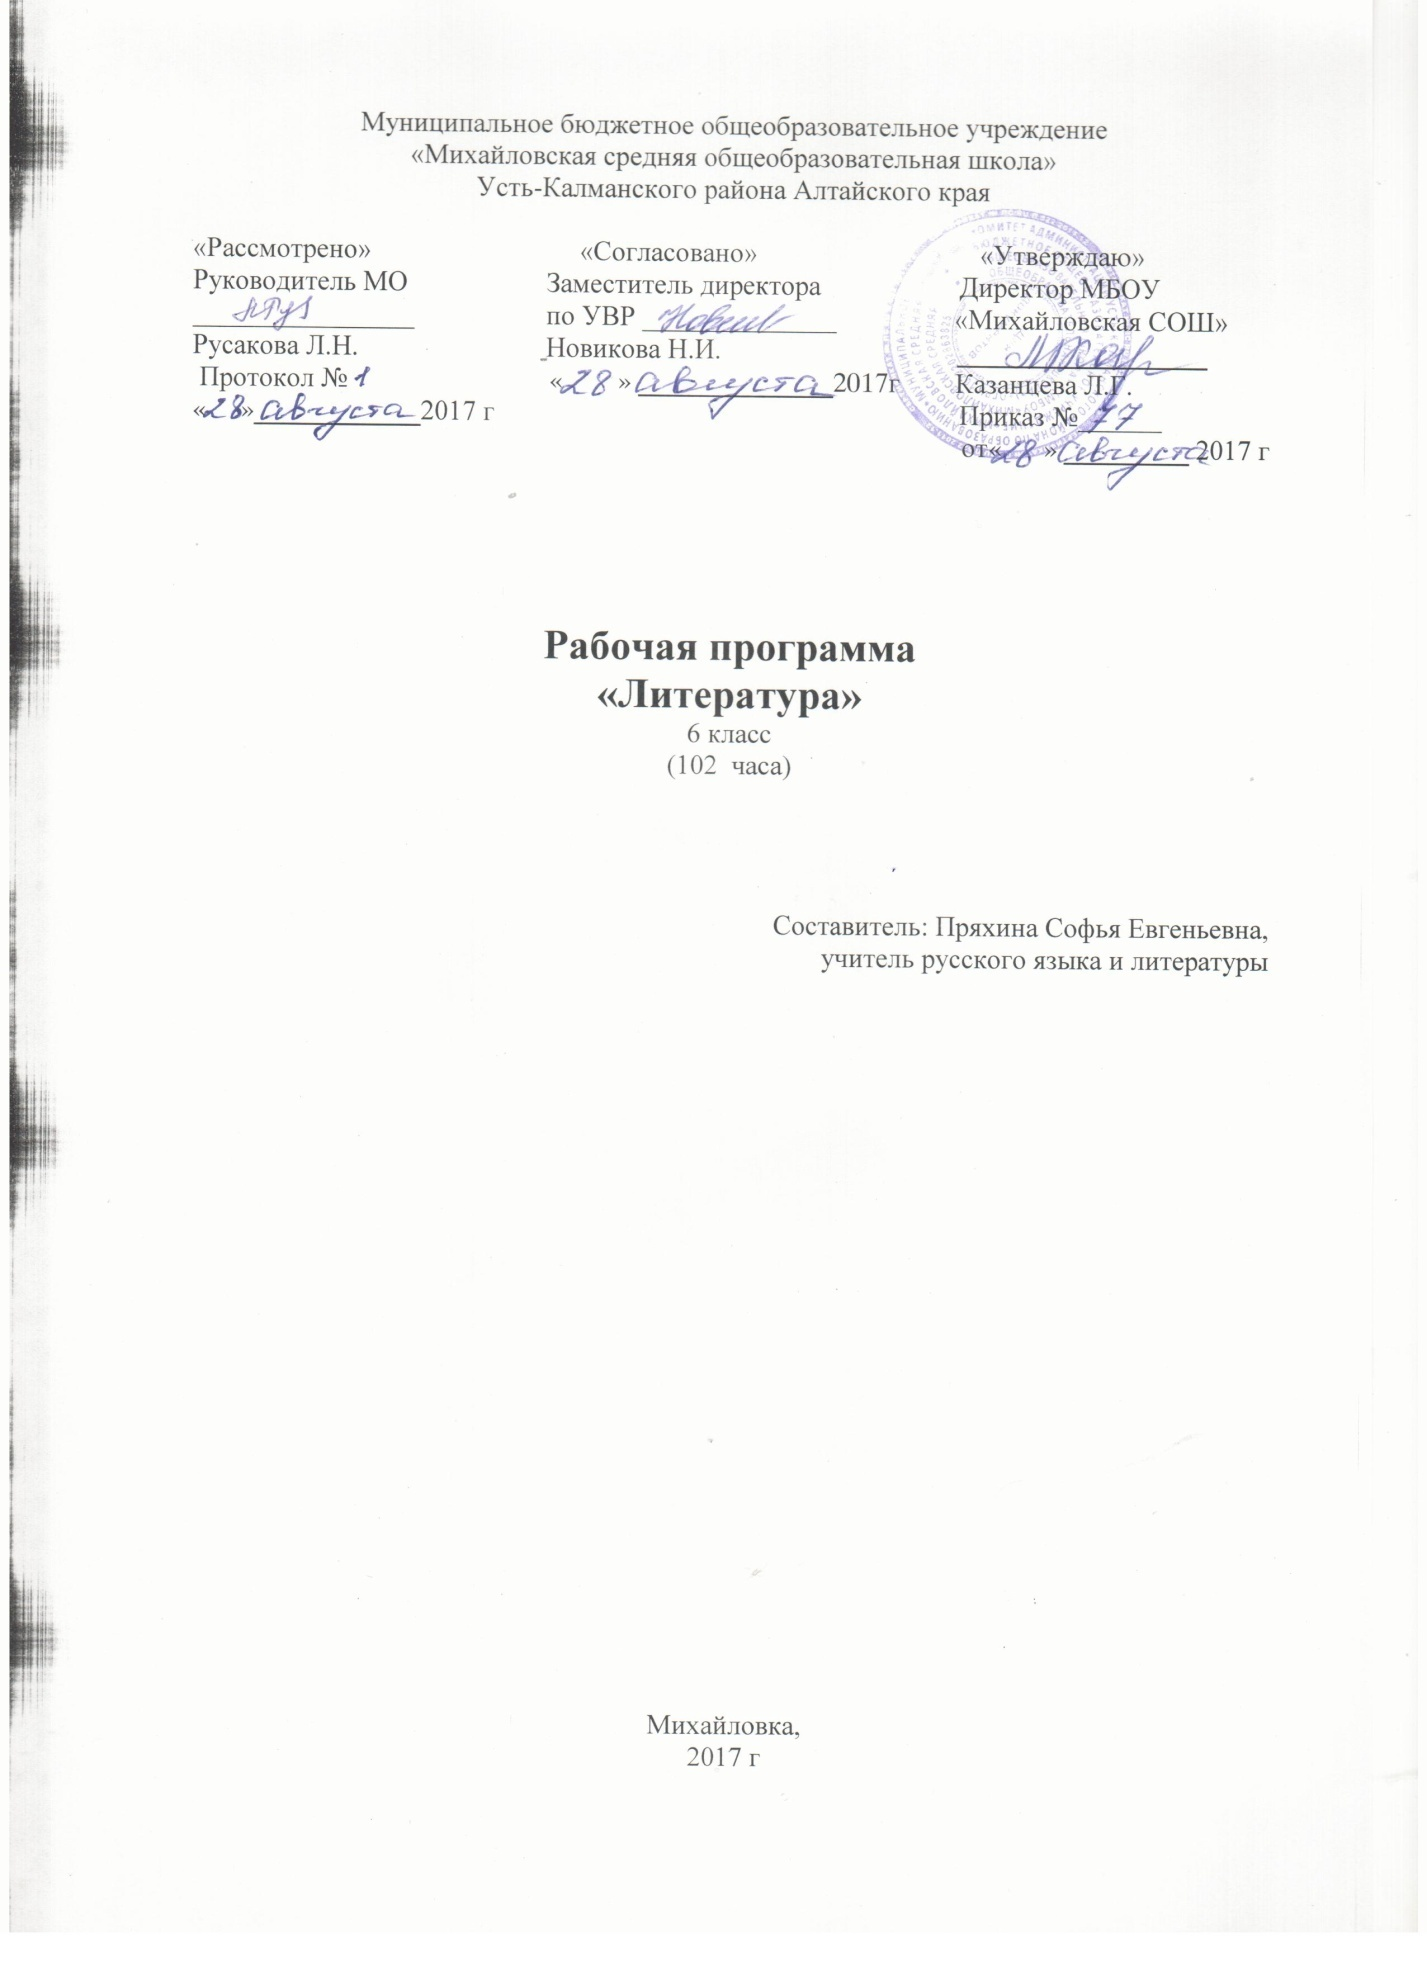 Муниципальное бюджетное общеобразовательное учреждение
«Михайловская средняя общеобразовательная школа»
Усть-Калманского района Алтайского края
«Рассмотрено»
Руководитель МО
Русакова Л.Н.
Протокол № 1
«28» августа 2017 г
«Согласовано»
Заместитель директора
по УВР
Новикова Н.И.
«28» августа 2017г
«Утверждаю»
Директор МБОУ
«Михайловская СОШ»
Казанцева Л.Г.
Приказ № 77
от«28» августа 2017 г
Рабочая программа
«Литература»
6 класс
(102 часа)
Составитель: Пряхина Софья Евгеньевна,
учитель русского языка и литературы
Михайловка,
2017 г